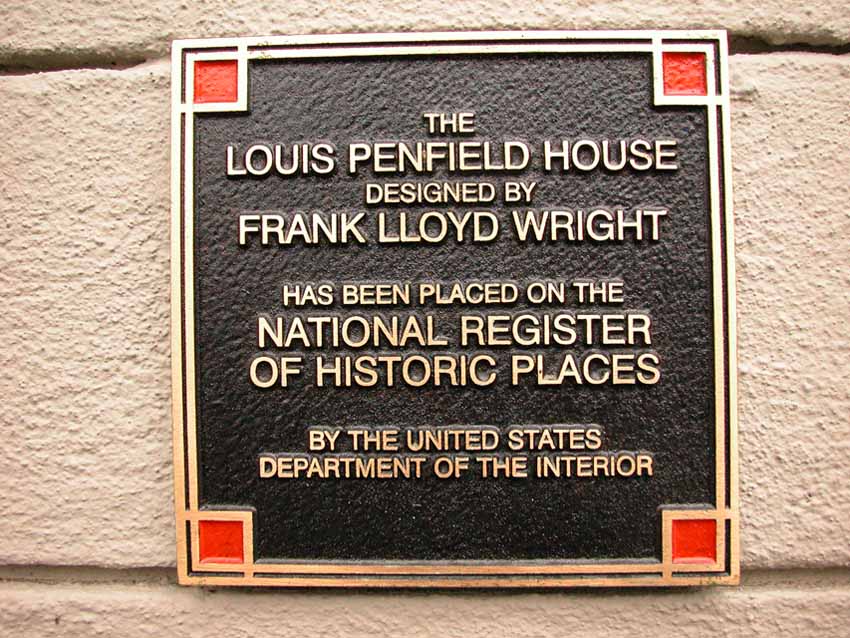 THE
LOUIS PENFIELD HOUSE
DESIGNED BY
FRANK LLOYD WRIGHT
HAS BEEN PLACED ON THE
NATIONAL REGISTER
OF HISTORIC PLACES
BY THE UNITED STATES
DEPARTMENT OF THE INTERIOR